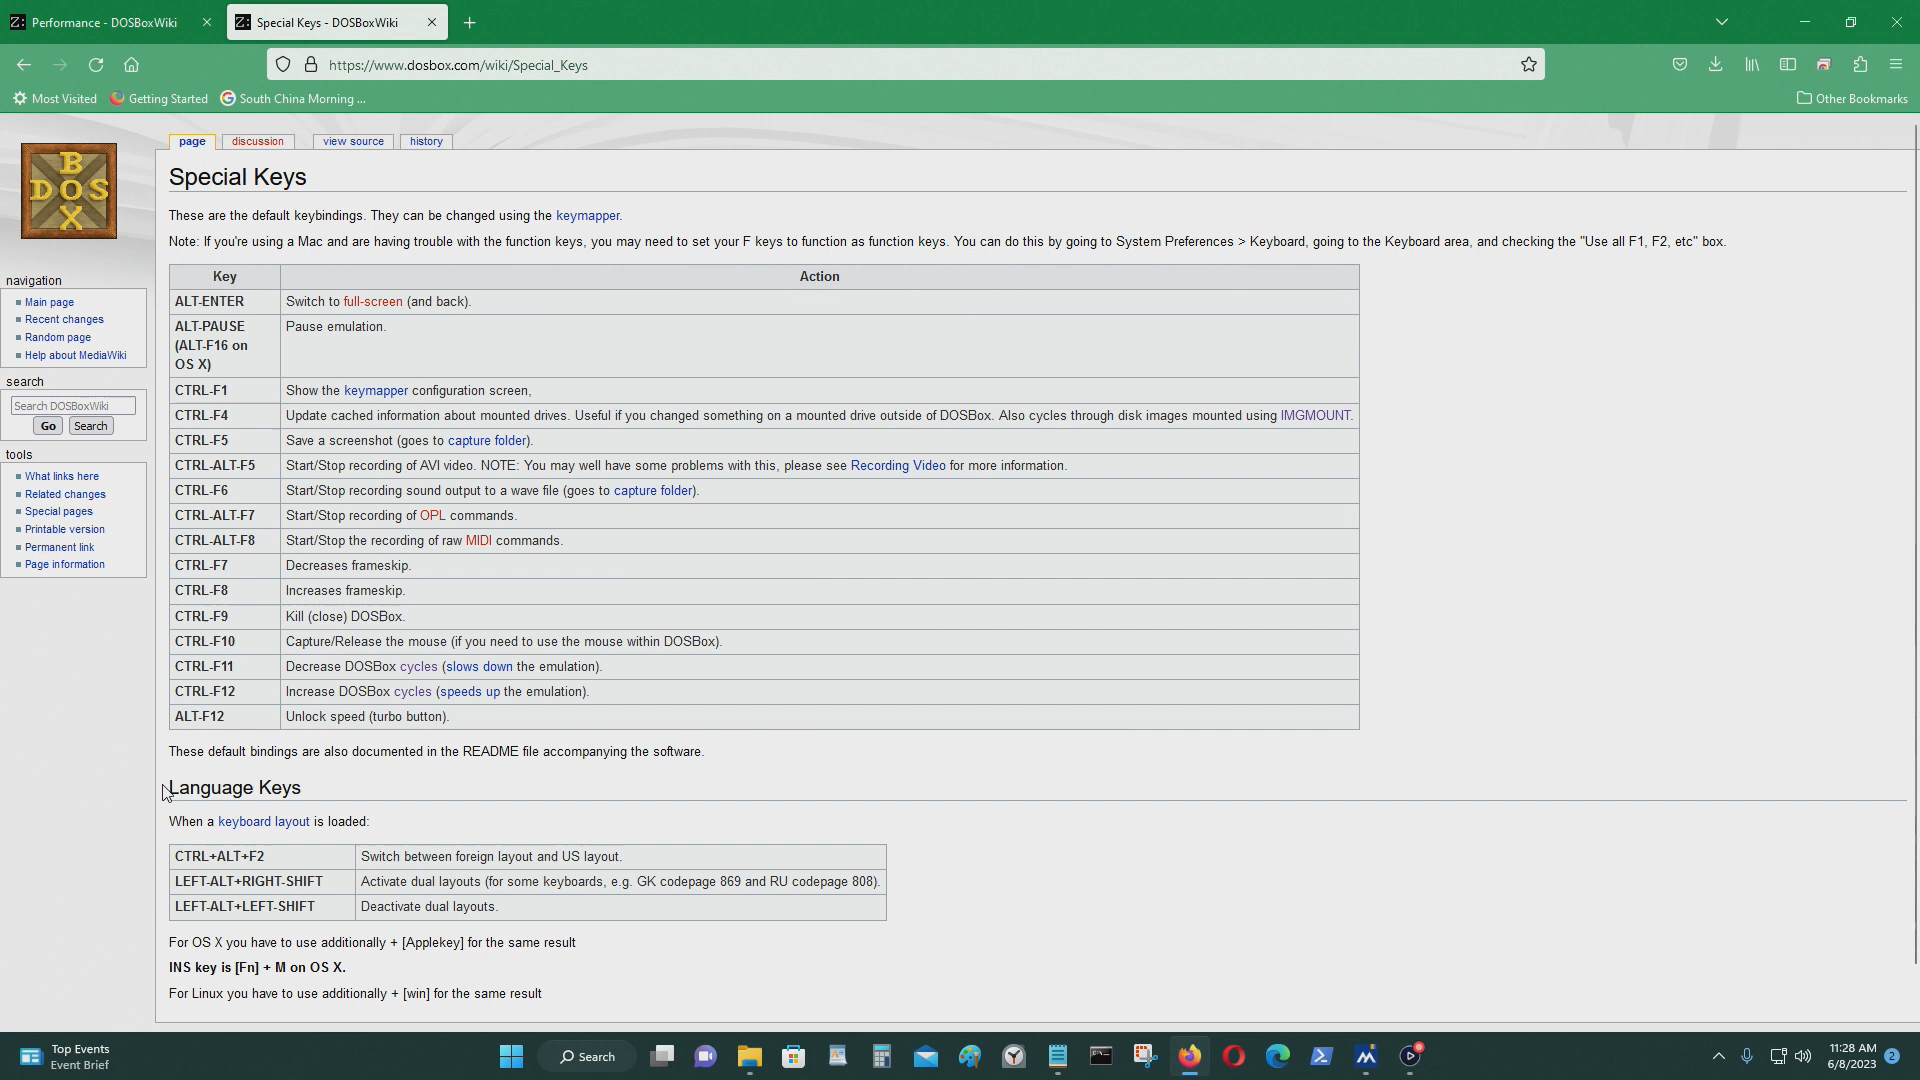 Performance - DOSBoxWiki
Special Keys - DOSBoxWiki
https://www.dosbox.com/wiki/Special_Keys
Most Visited
Getting Started
South China Morning ...
Other Bookmarks
page
discussion
view source
history
B
DOS
X
Special Keys
These are the default keybindings. They can be changed using the keymapper.
Note: If you're using a Mac and are having trouble with the function keys, you may need to set your F keys to function as function keys. You can do this by going to System Preferences > Keyboard, going to the Keyboard area, and checking the "Use all F1, F2, etc" box.
navigation
Main page
Recent changes
Random page
Help about MediaWiki
search
Search DOSBoxWiki
Go Search
tools
What links here
Related changes
Special pages
Printable version
Permanent link
Page information
Key Action
ALT-ENTER Switch to full-screen (and back).
ALT-PAUSE Pause emulation.
(ALT-F16 on
OS X)
CTRL-F1 Show the keymapper configuration screen,
CTRL-F4 Update cached information about mounted drives. Useful if you changed something on a mounted drive outside of DOSBox. Also cycles through disk images mounted using IMGMOUNT.
CTRL-F5 Save a screenshot (goes to capture folder).
CTRL-ALT-F5 Start/Stop recording of AVI video. NOTE: You may well have some problems with this, please see Recording Video for more information.
CTRL-F6 Start/Stop recording sound output to a wave file (goes to capture folder).
CTRL-ALT-F7 Start/Stop recording of OPL commands.
CTRL-ALT-F8 Start/Stop the recording of raw MIDI commands.
CTRL-F7 Decreases frameskip.
CTRL-F8 Increases frameskip.
CTRL-F9 Kill (close) DOSBox.
CTRL-F10 Capture/Release the mouse (if you need to use the mouse within DOSBox).
CTRL-F11 Decrease DOSBox cycles (slows down the emulation).
CTRL-F12 Increase DOSBox cycles (speeds up the emulation).
ALT-F12 Unlock speed (turbo button).
These default bindings are also documented in the README file accompanying the software.
Language Keys
When a keyboard layout is loaded:
CTRL+ALT+F2 Switch between foreign layout and US layout.
LEFT-ALT+RIGHT-SHIFT Activate dual layouts (for some keyboards, e.g. GK codepage 869 and RU codepage 808).
LEFT-ALT+LEFT-SHIFT Deactivate dual layouts.
For OS X you have to use additionally + [Applekey] for the same result
INS key is [Fn] + M on OS X.
For Linux you have to use additionally + [win] for the same result
Top Events
Event Brief
Search
11:28 AM
6/8/2023
2